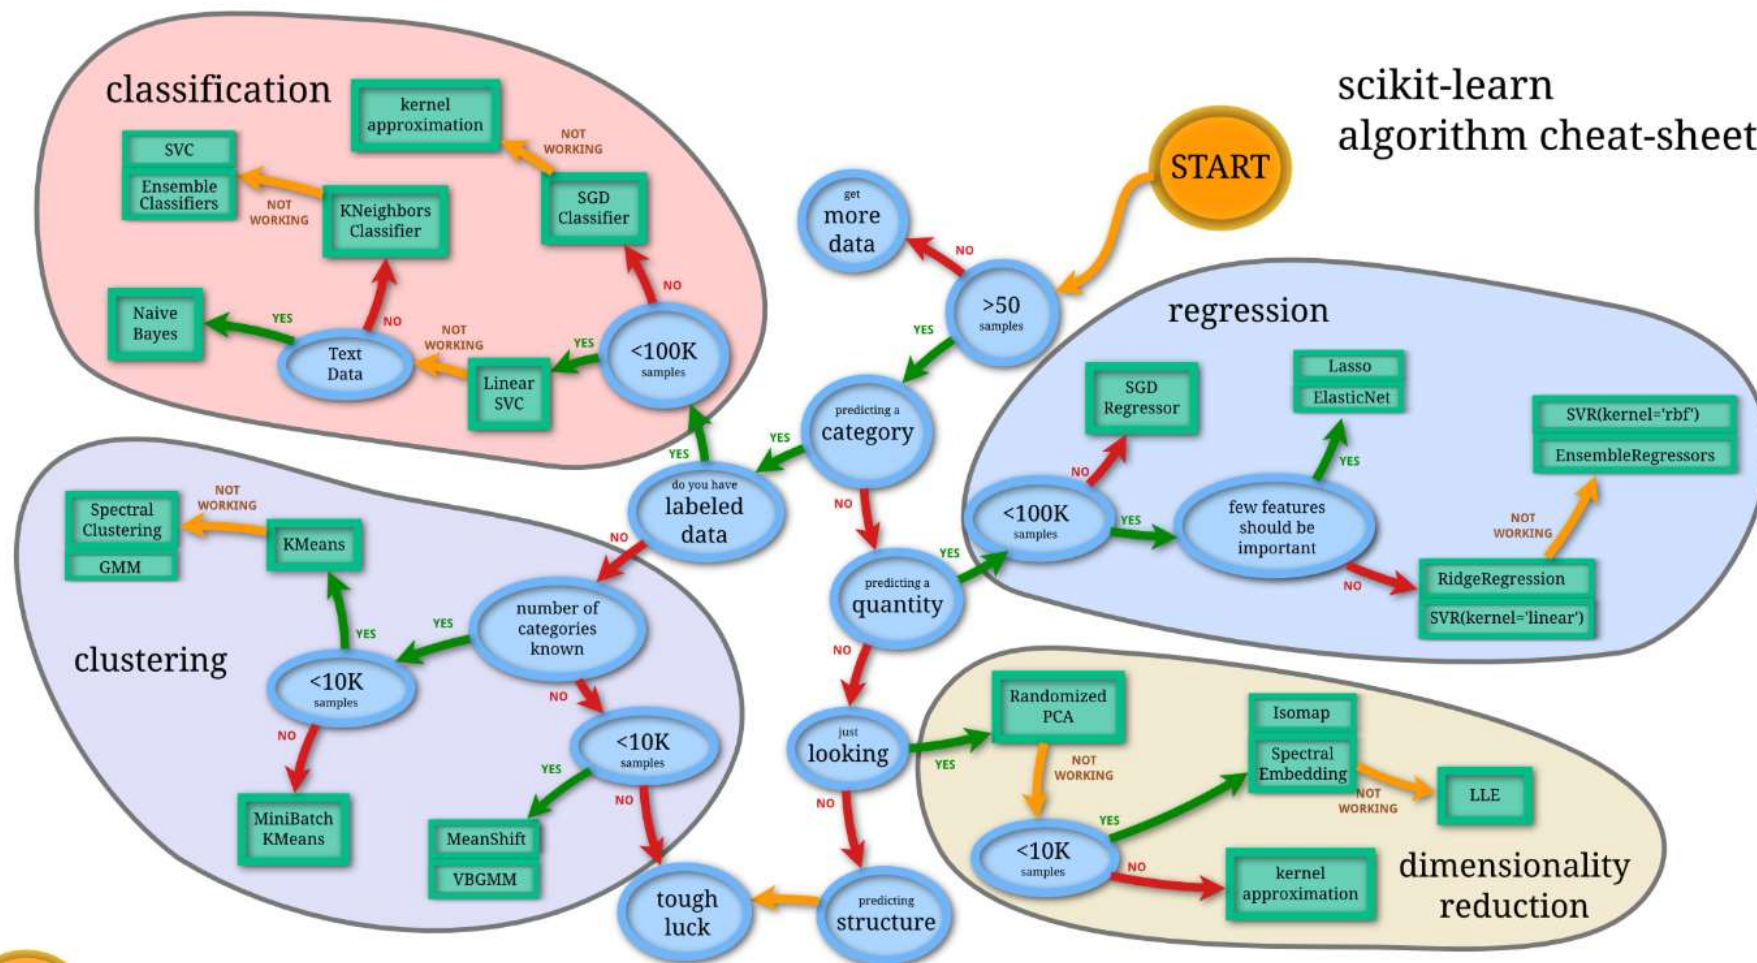 scikit-learn
algorithm cheat-sheet
START
get
more
data
NO
>50
samples
YES
predicting a
category
YES
NO
do you have
labeled
data
YES
NO
predicting a
quantity
YES
NO
just
looking
YES
NO
predicting
structure
tough
luck
classification
kernel
approximation
NOT
WORKING
SVC
Ensemble
Classifiers
NOT
WORKING
KNeighbors
Classifier
SGD
Classifier
NO
Naive
Bayes
YES
NO
Text
Data
NOT
WORKING
Linear
SVC
YES
<100K
samples
regression
SGD
Regressor
Lasso
ElasticNet
SVR(kernel='rbf')
EnsembleRegressors
NO
YES
<100K
samples
YES
few features
should be
important
NOT
WORKING
NO
RidgeRegression
SVR(kernel='linear')
clustering
Spectral
Clustering
GMM
NOT
WORKING
KMeans
YES
number of
categories
known
YES
NO
<10K
samples
NO
MiniBatch
KMeans
<10K
samples
YES
NO
MeanShift
VBGMM
Randomized
PCA
NOT
WORKING
Isomap
Spectral
Embedding
NOT
WORKING
LLE
YES
<10K
samples
NO
kernel
approximation
dimensionality
reduction